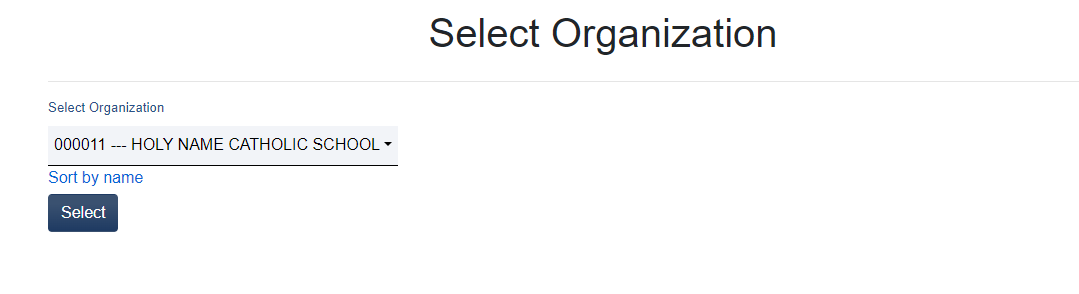 Select Organization
Select Organization
000011 --- HOLY NAME CATHOLIC SCHOOL
Sort by name
Select